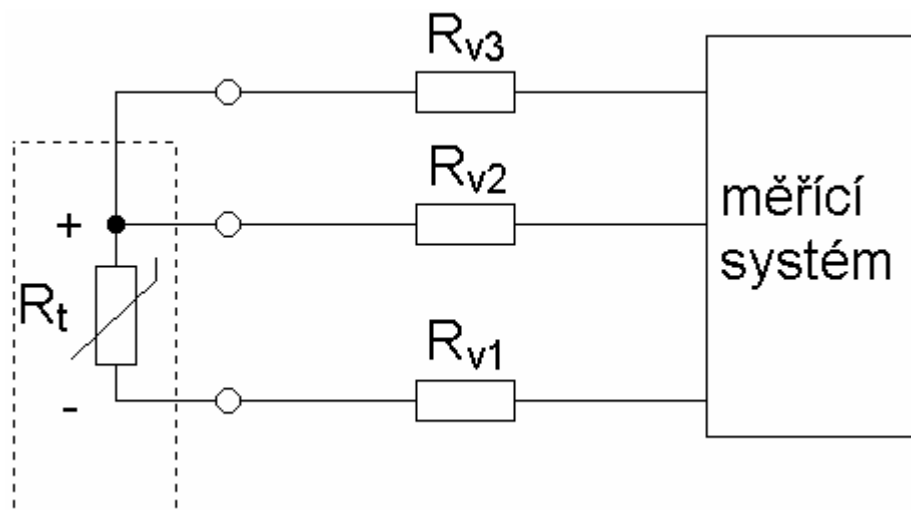 Rv3
Rv2
+
měřící
systém
Rt
Rv1
-